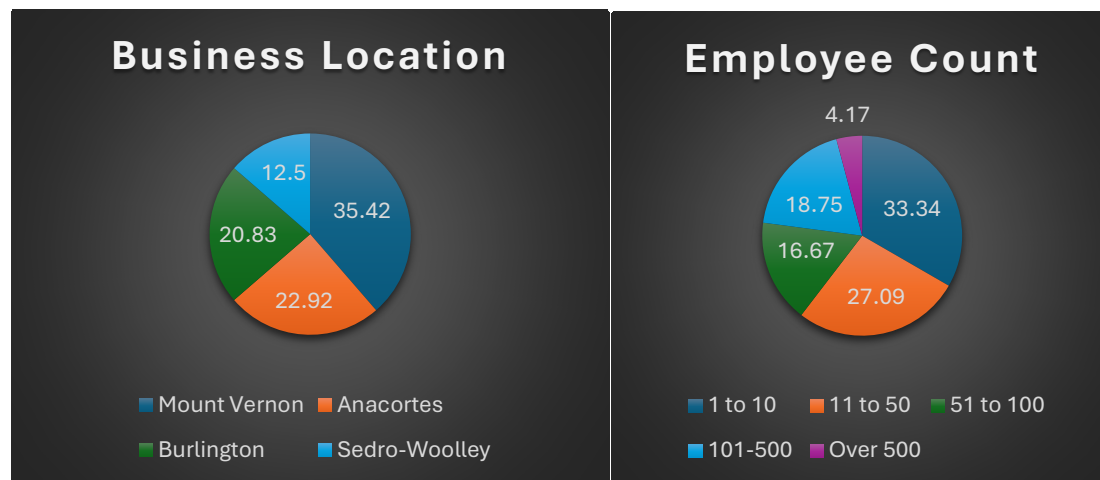 Business Location
12.5
35.42
20.83
22.92
Mount Vernon Anacortes
Burlington Sedro-Woolley
Employee Count
4.17
18.75 33.34
16.67
27.09
1 to 10 11 to 50 51 to 100
101-500 Over 500